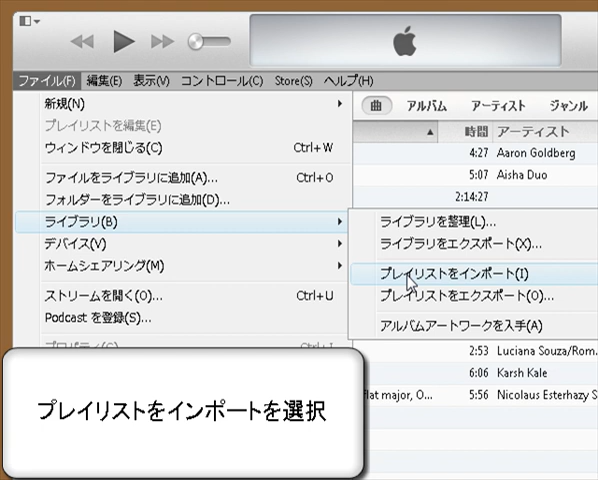 ファイル(F) 編集(E) 表示(V) コントロール(C) Store(S) ヘルプ(H)
新規(N)
プレイリストを編集(E)
ウィンドウを閉じる(C) Ctrl+W
ファイルをライブラリに追加(A)... Ctrl+O
フォルダーをライブラリに追加(D)...
ライブラリ(B)
デバイス(V)
ホームシェアリング(M)
ストリームを開く(O)... Ctrl+U
Podcast を登録(S)...
プロパティ(G) Ctrl+I
曲 アルバム アーティスト ジャンル
時間 アーティスト
4:27 Aaron Goldberg
5:07 Aisha Duo
2:14:27
ライブラリを整理(L)...
ライブラリをエクスポート(X)...
プレイリストをインポート(I)
プレイリストをエクスポート(O)...
アルバムアートワークを入手(A)
2:53 Luciana Souza/Rom.
6:06 Karsh Kale
flat major, O... 5:56 Nicolaus Esterhazy S
プレイリストをインポートを選択